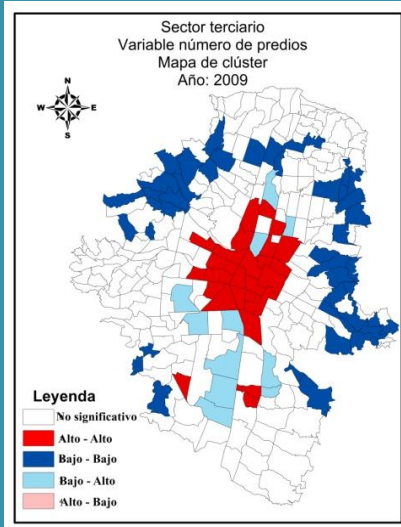 Sector terciario
Variable número de predios
Mapa de clúster
Año: 2009
N
W
E
S
Leyenda
No significativo
Alto - Alto
Bajo - Bajo
Bajo - Alto
Alto - Bajo